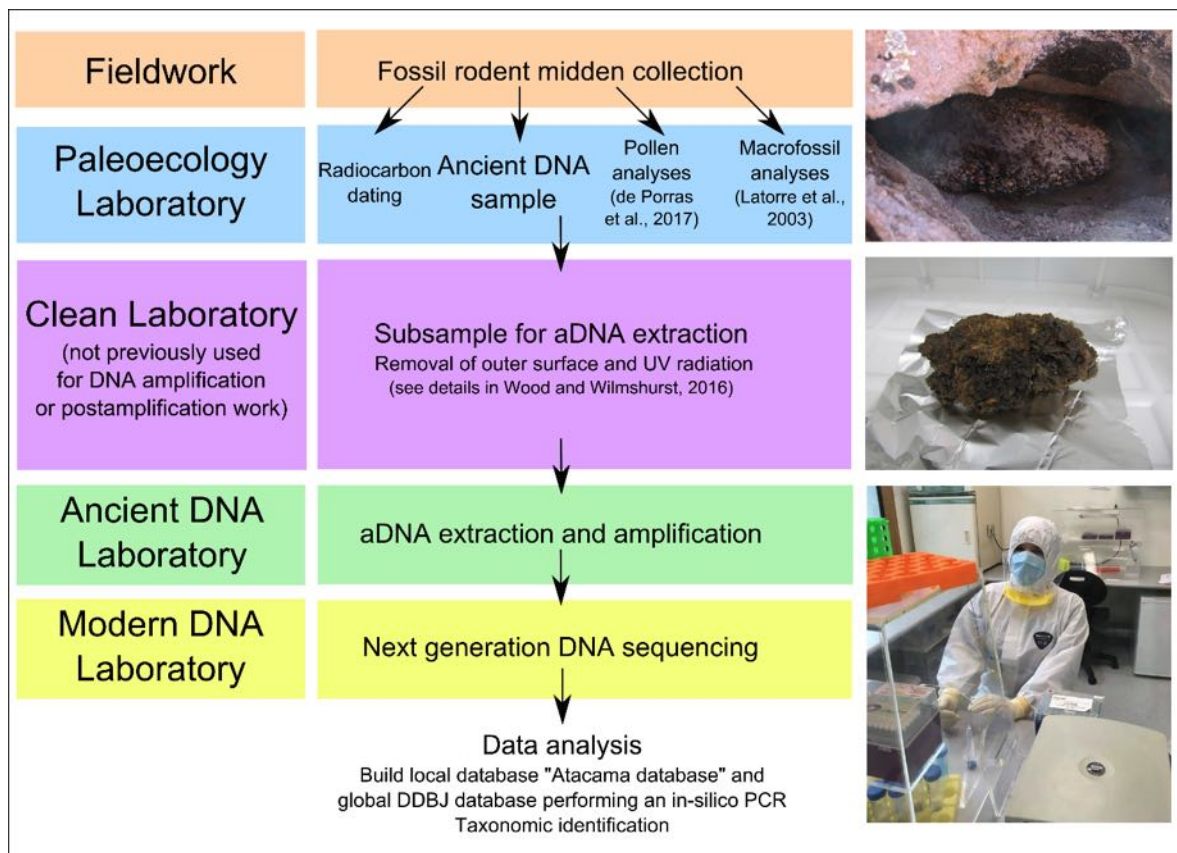 Fieldwork
Fossil rodent midden collection
Paleoecology
Laboratory
Radiocarbon
dating
Ancient DNA
sample
Pollen
analyses
(de Porras
et al., 2017)
Macrofossil
analyses
(Latorre et al.,
2003)
Clean Laboratory
(not previously used
for DNA amplification
or postamplification work)
Subsample for aDNA extraction
Removal of outer surface and UV radiation
(see details in Wood and Wilmshurst, 2016)
Ancient DNA
Laboratory
aDNA extraction and amplification
Modern DNA
Laboratory
Next generation DNA sequencing
Data analysis
Build local database "Atacama database" and
global DDBJ database performing an in-silico PCR
Taxonomic identification